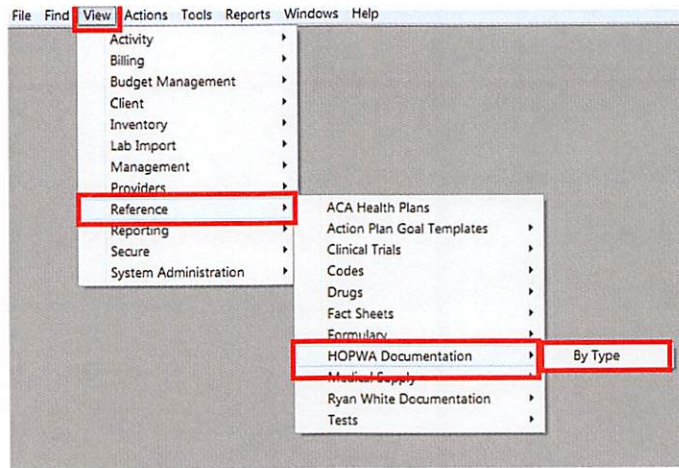 File Find View Actions Tools Reports Windows Help
Activity
Billing
Budget Management
Client
Inventory
Lab Import
Management
Providers
Reference
Reporting
Secure
System Administration
ACA Health Plans
Action Plan Goal Templates
Clinical Trials
Codes
Drugs
Fact Sheets
Formulary
HOPWA Documentation
By Type
Medical Supply
Ryan White Documentation
Tests